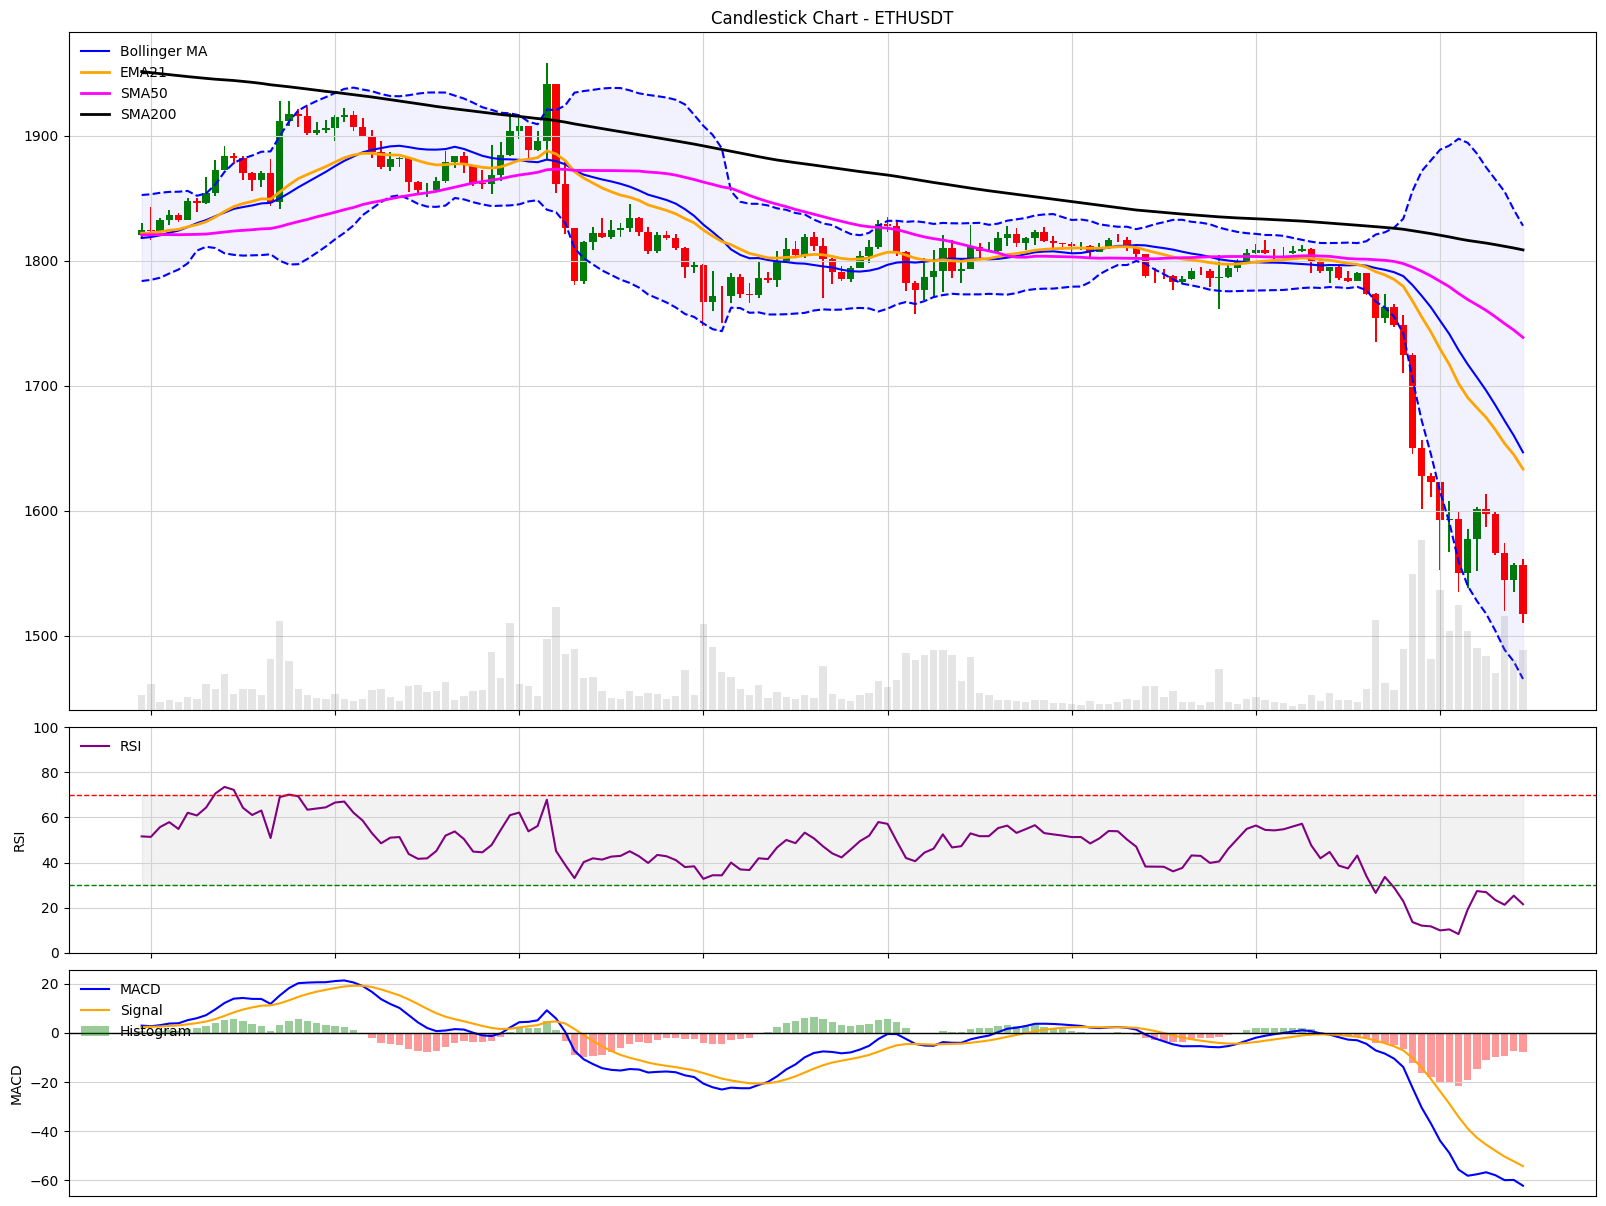 Candlestick Chart - ETHUSDT
Bollinger MA
EMA21
SMA50
SMA200
1900
1800
1700
1600
1500
RSI
100
80
60
40
20
0
RSI
MACD
Signal
Histogram
20
0
−20
−40
−60
MACD